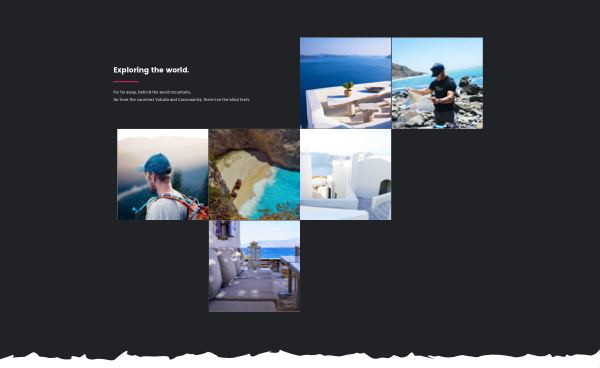 Exploring the world.
Far far away, behind the word mountains,
far from the countries Vokalia and Consonantia, there live the blind texts.